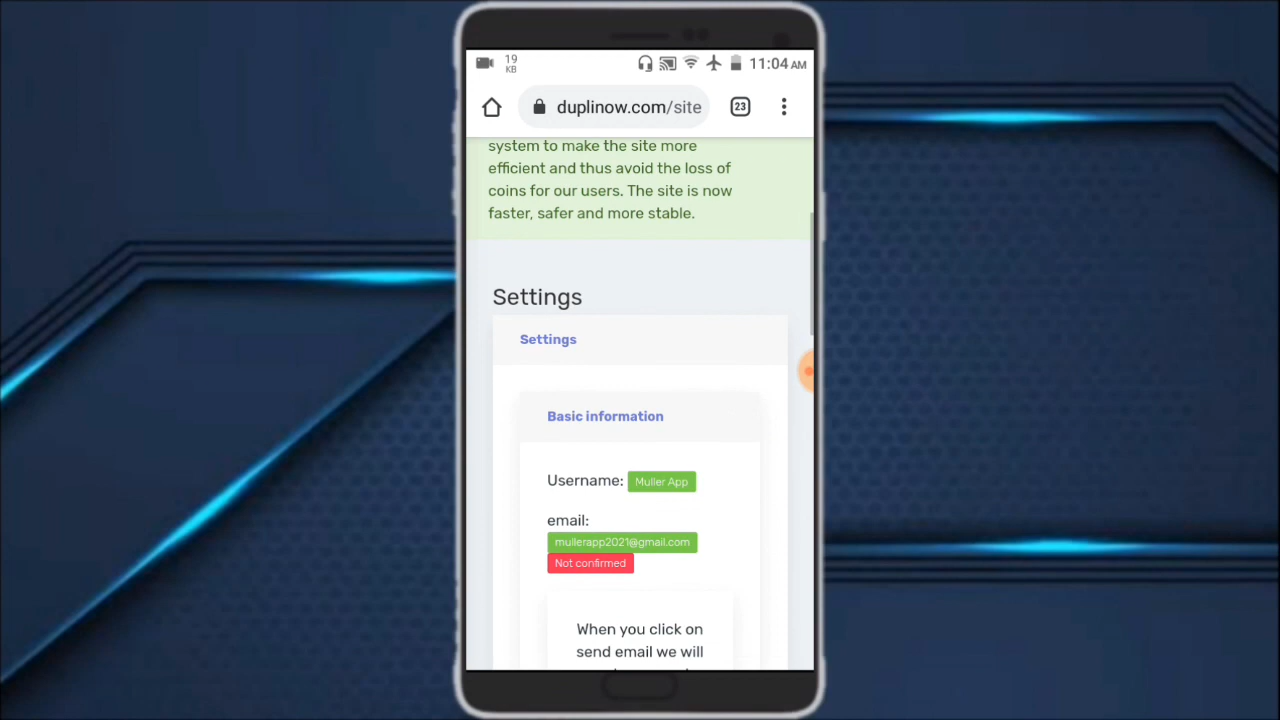 19
KB
11:04 AM
duplinow.com/site
23
system to make the site more
efficient and thus avoid the loss of
coins for our users. The site is now
faster, safer and more stable.
Settings
Settings
Basic information
Username: Muller App
email:
mullerapp2021@gmail.com
Not confirmed
When you click on
send email we will